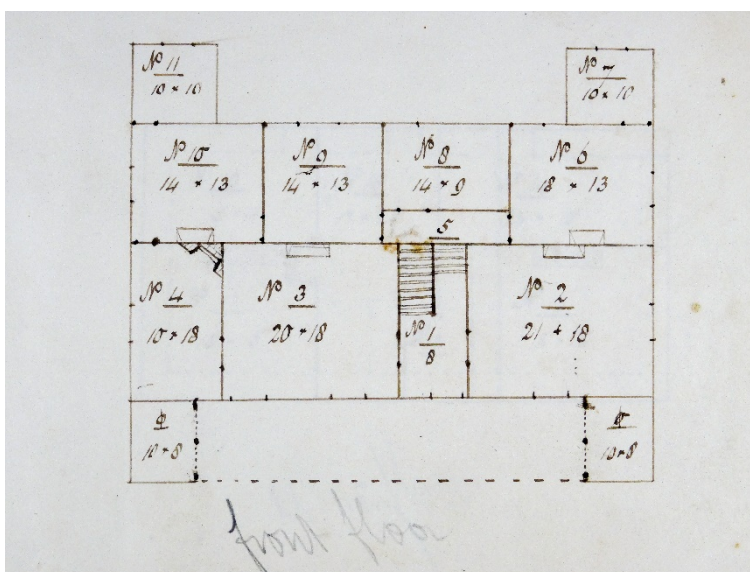 No 11
10 × 10
No 7
10 × 10
No 10
14 × 13
No 9
14 × 13
No 8
14 × 9
No 6
18 × 13
5
No 4
10 × 18
No 3
20 × 18
No 1
8
No 2
21 × 18
10 × 8
10 × 8
front floor